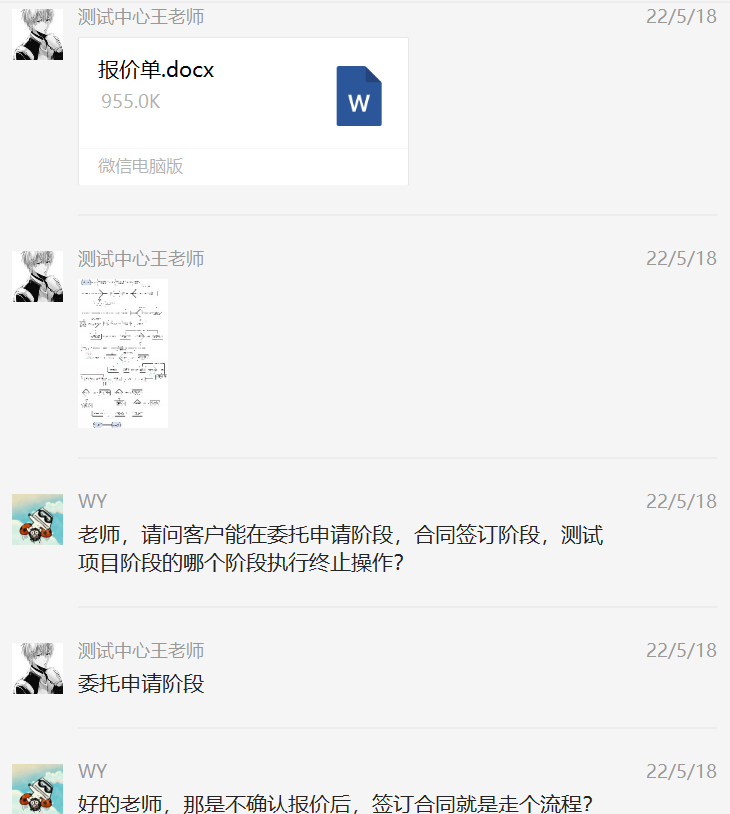 测试中心王老师 22/5/18
报价单.docx
955.0K
W
微信电脑版
测试中心王老师 22/5/18
WY 22/5/18
老师，请问客户能在委托申请阶段，合同签订阶段，测试
项目阶段的哪个阶段执行终止操作？
测试中心王老师 22/5/18
委托申请阶段
WY 22/5/18
好的老师，那是不确认报价后，签订合同就是走个流程？